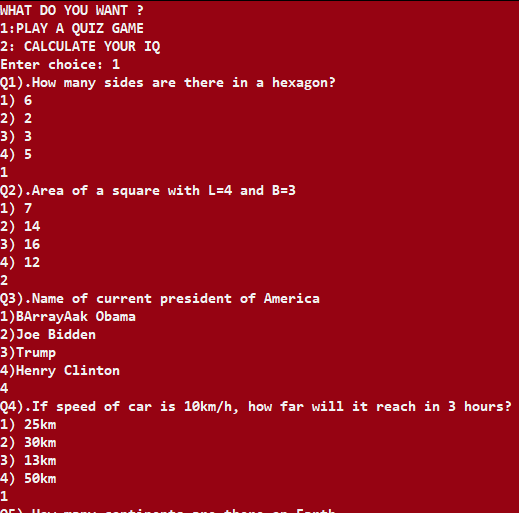 WHAT DO YOU WANT ?
1:PLAY A QUIZ GAME
2: CALCULATE YOUR IQ
Enter choice: 1
Q1).How many sides are there in a hexagon?
1) 6
2) 2
3) 3
4) 5
1
Q2).Area of a square with L=4 and B=3
1) 7
2) 14
3) 16
4) 12
2
Q3).Name of current president of America
1)BArrayAak Obama
2)Joe Bidden
3)Trump
4)Henry Clinton
4
Q4).If speed of car is 10km/h, how far will it reach in 3 hours?
1) 25km
2) 30km
3) 13km
4) 50km
1
Q5).How many continents are there on Earth